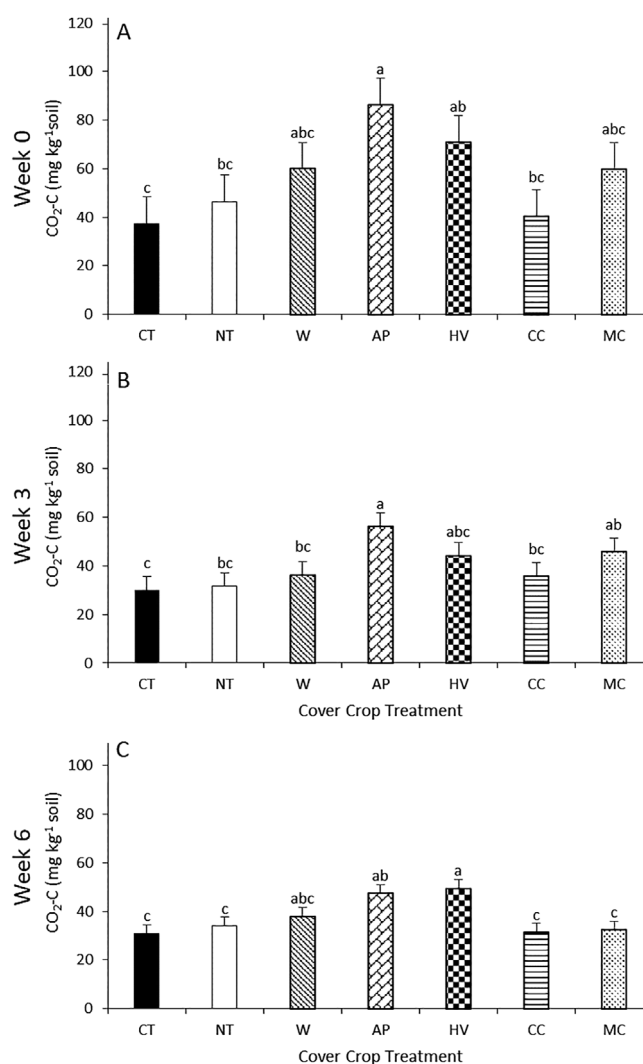 A
Week 0
CO₂-C (mg kg⁻¹soil)
120
100
80
60
40
20
0
c
bc
abc
a
ab
bc
abc
CT NT W AP HV CC MC
B
Week 3
CO₂-C (mg kg⁻¹ soil)
120
100
80
60
40
20
0
c
bc
bc
a
abc
bc
ab
CT NT W AP HV CC MC
Cover Crop Treatment
C
Week 6
CO₂-C (mg kg⁻¹ soil)
100
80
60
40
20
0
c
c
abc
ab
a
c
c
CT NT W AP HV CC MC
Cover Crop Treatment